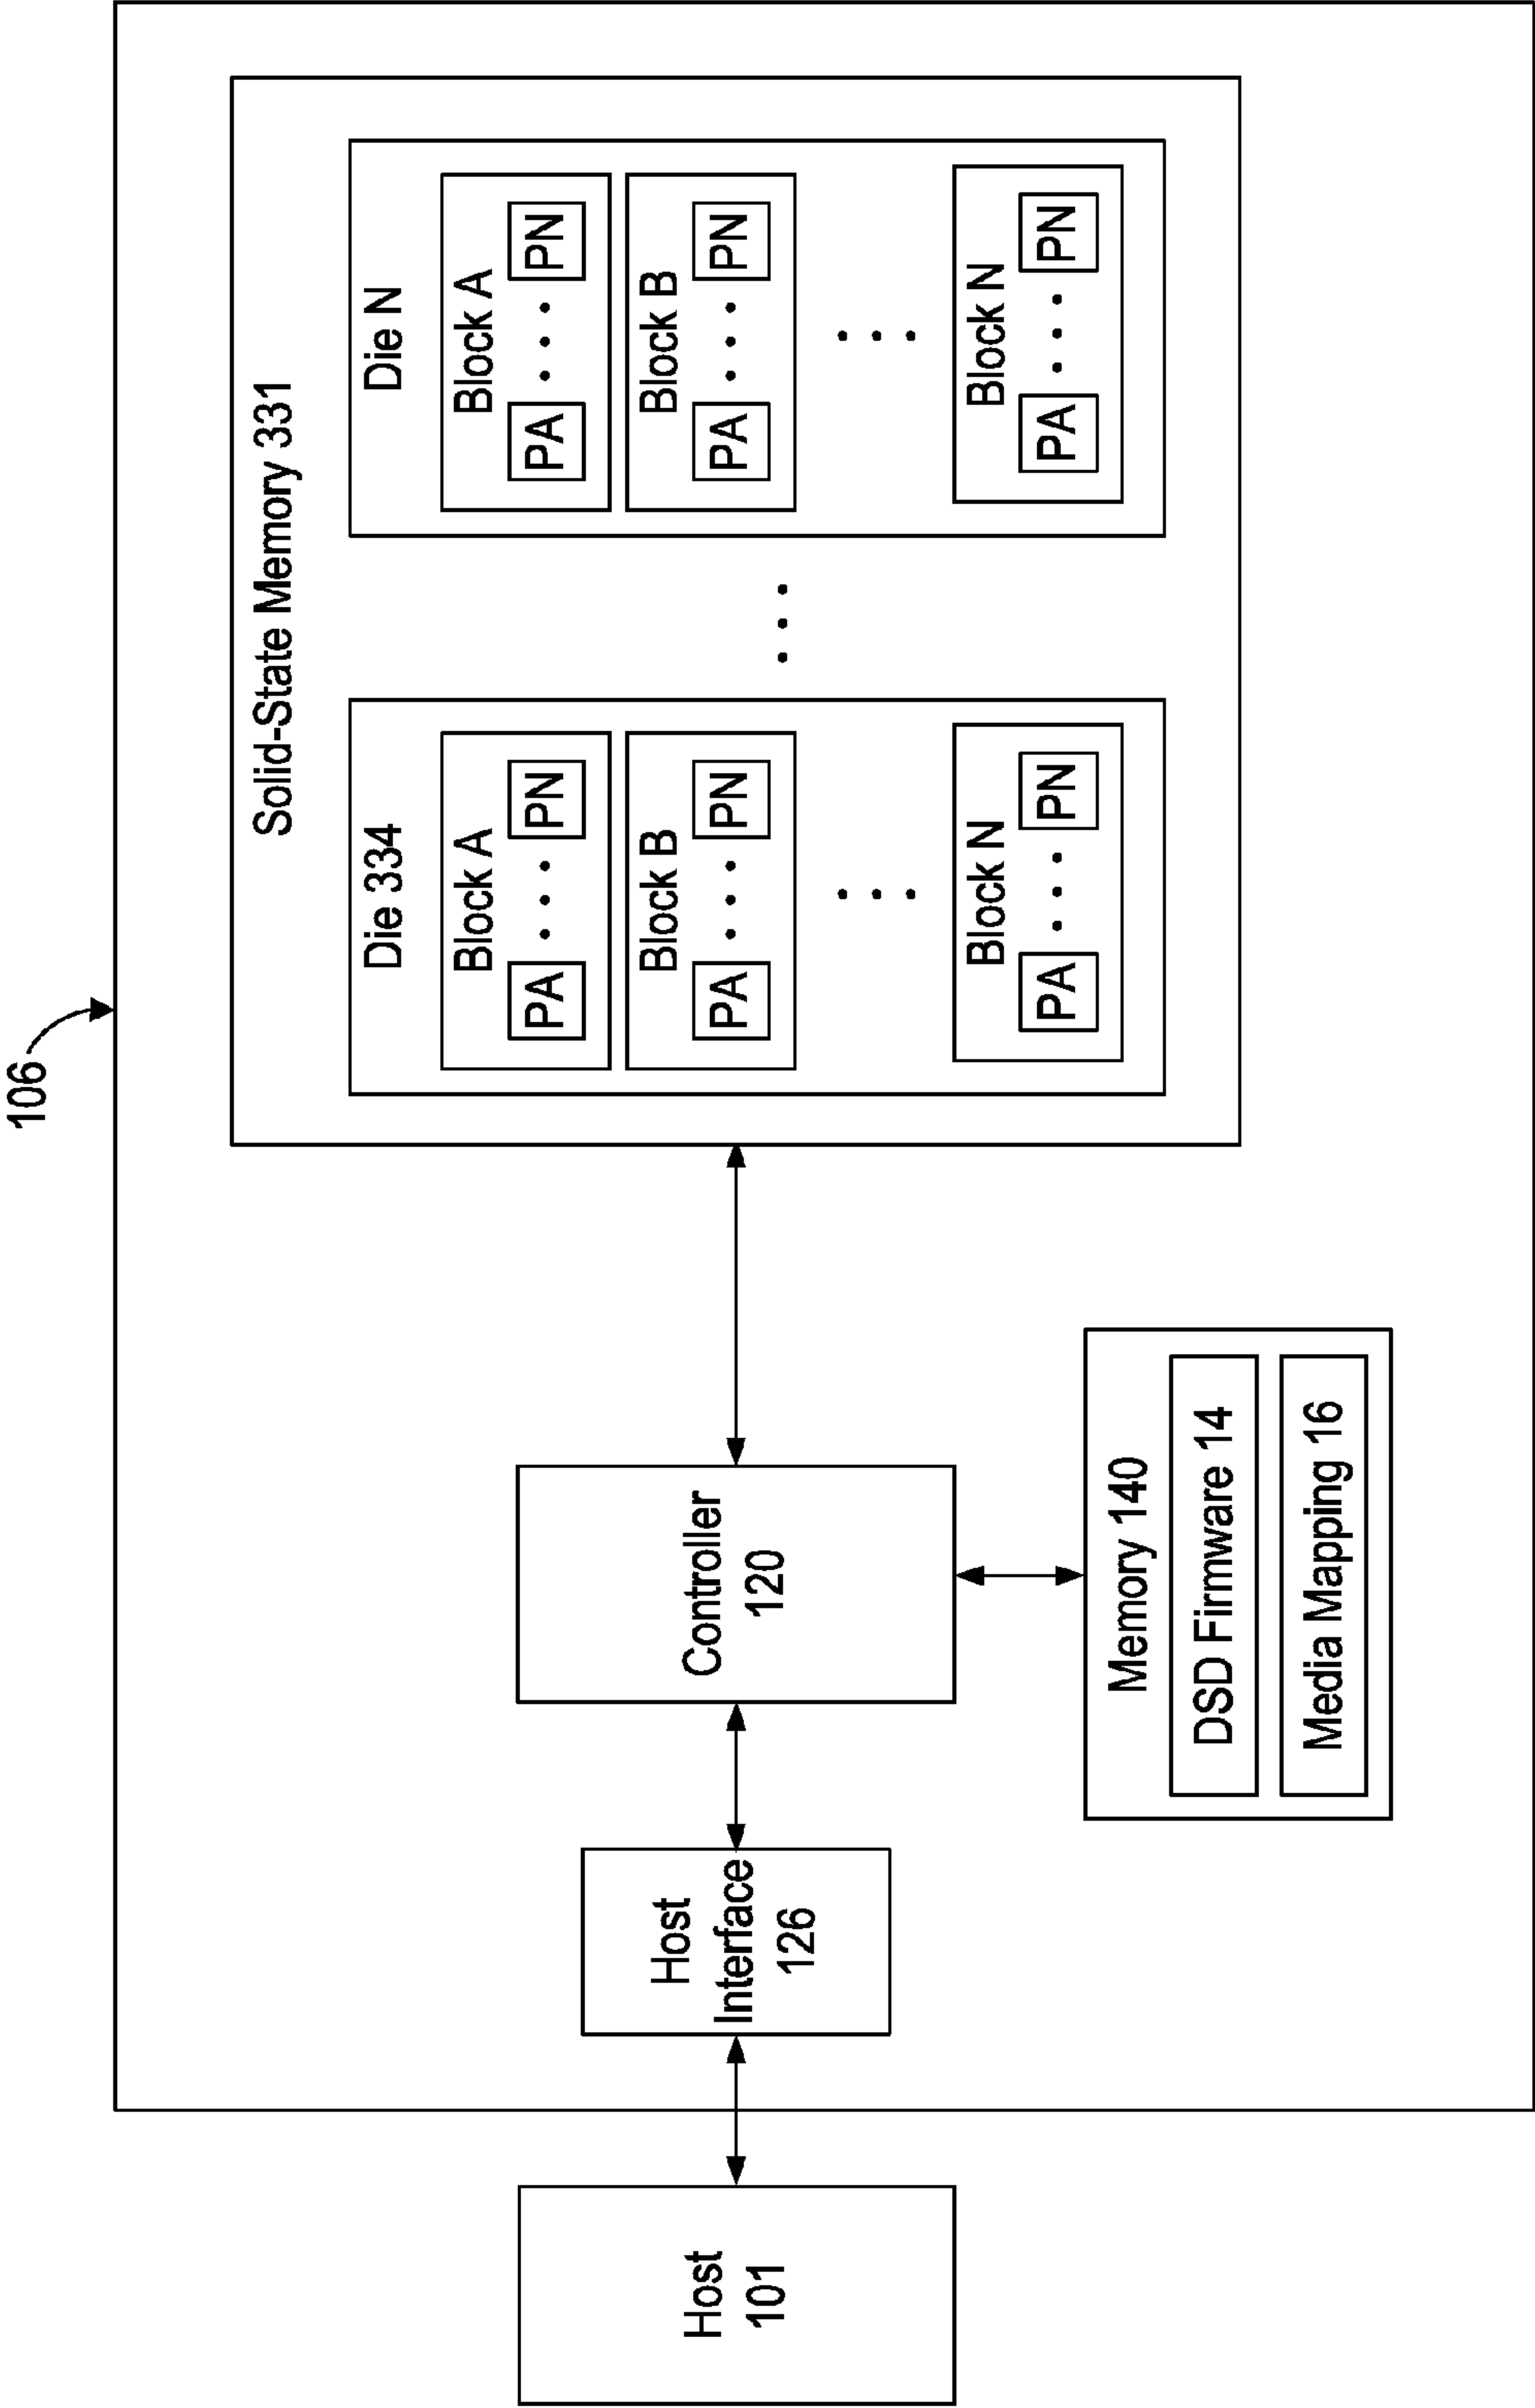 106
Host
101
Host
Interface
126
Controller
120
Memory 140
DSD Firmware 14
Media Mapping 16
Solid-State Memory 331
Die 334
Block A
PA
PN
Block B
PA
PN
Block N
PA
PN
Die N
Block A
PA
PN
Block B
PA
PN
Block N
PA
PN